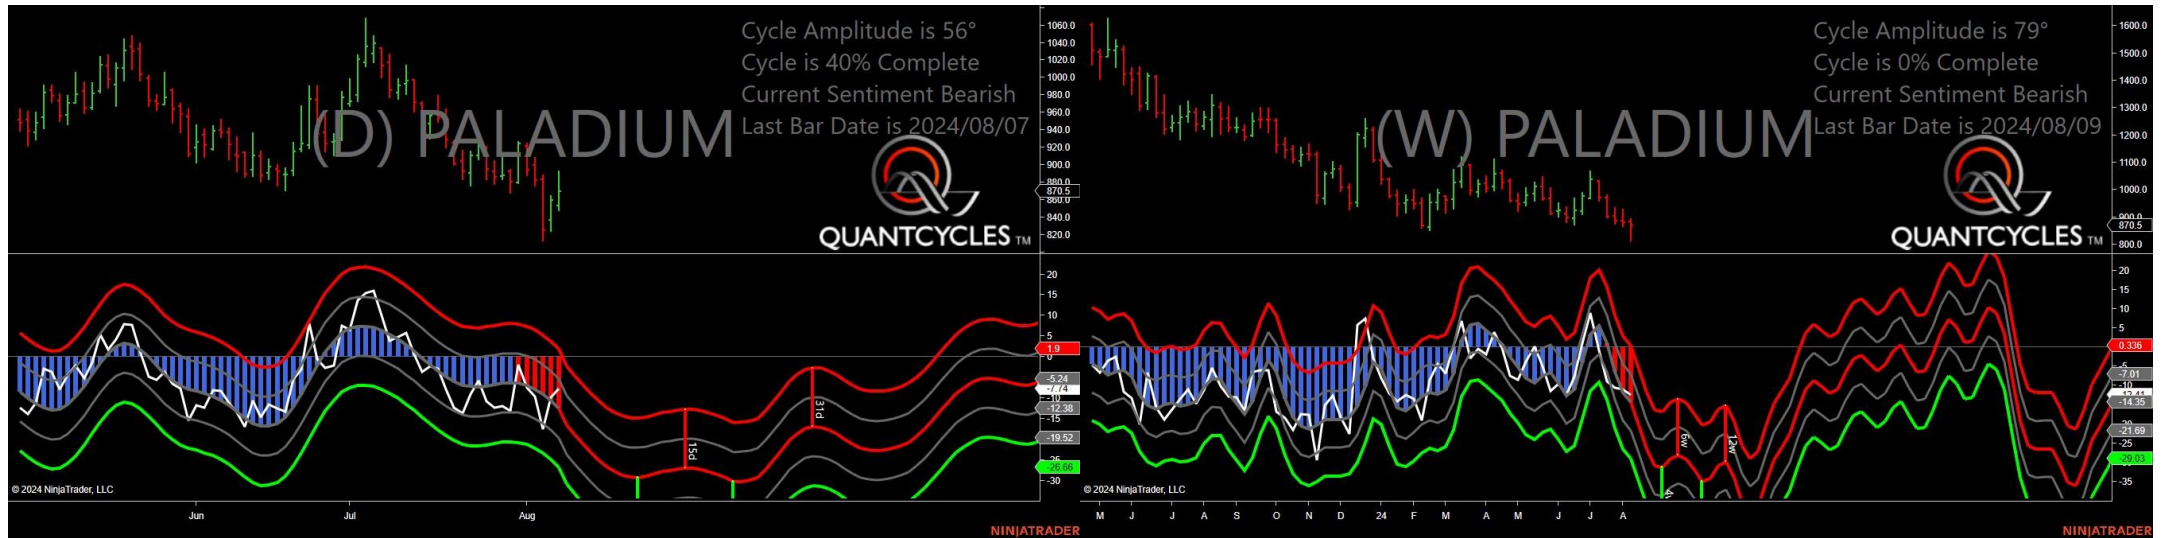 Cycle Amplitude is 56°
Cycle is 40% Complete
Current Sentiment Bearish
Last Bar Date is 2024/08/07
(D) PALADIUM
QUANTCYCLES TM
1060.0
1040.0
1020.0
1000.0
980.0
960.0
940.0
920.0
900.0
880.0
870.5
860.0
840.0
820.0
20
15
10
5
1.9
0
-5.24
-7.74
-10
-12.38
-15
-19.52
-25
-26.66
-30
15d
31d
© 2024 NinjaTrader, LLC
Jun Jul Aug
NINJATRADER
Cycle Amplitude is 79°
Cycle is 0% Complete
Current Sentiment Bearish
Last Bar Date is 2024/08/09
(W) PALADIUM
QUANTCYCLES TM
1600.0
1500.0
1400.0
1300.0
1200.0
1100.0
1000.0
900.0
870.5
800.0
20
15
10
5
0.336
-5
-7.01
-10
-14.35
-20
-21.69
-25
-29.03
-35
6w
12w
© 2024 NinjaTrader, LLC
M J J A S O N D 24 F M A M J J A
NINJATRADER